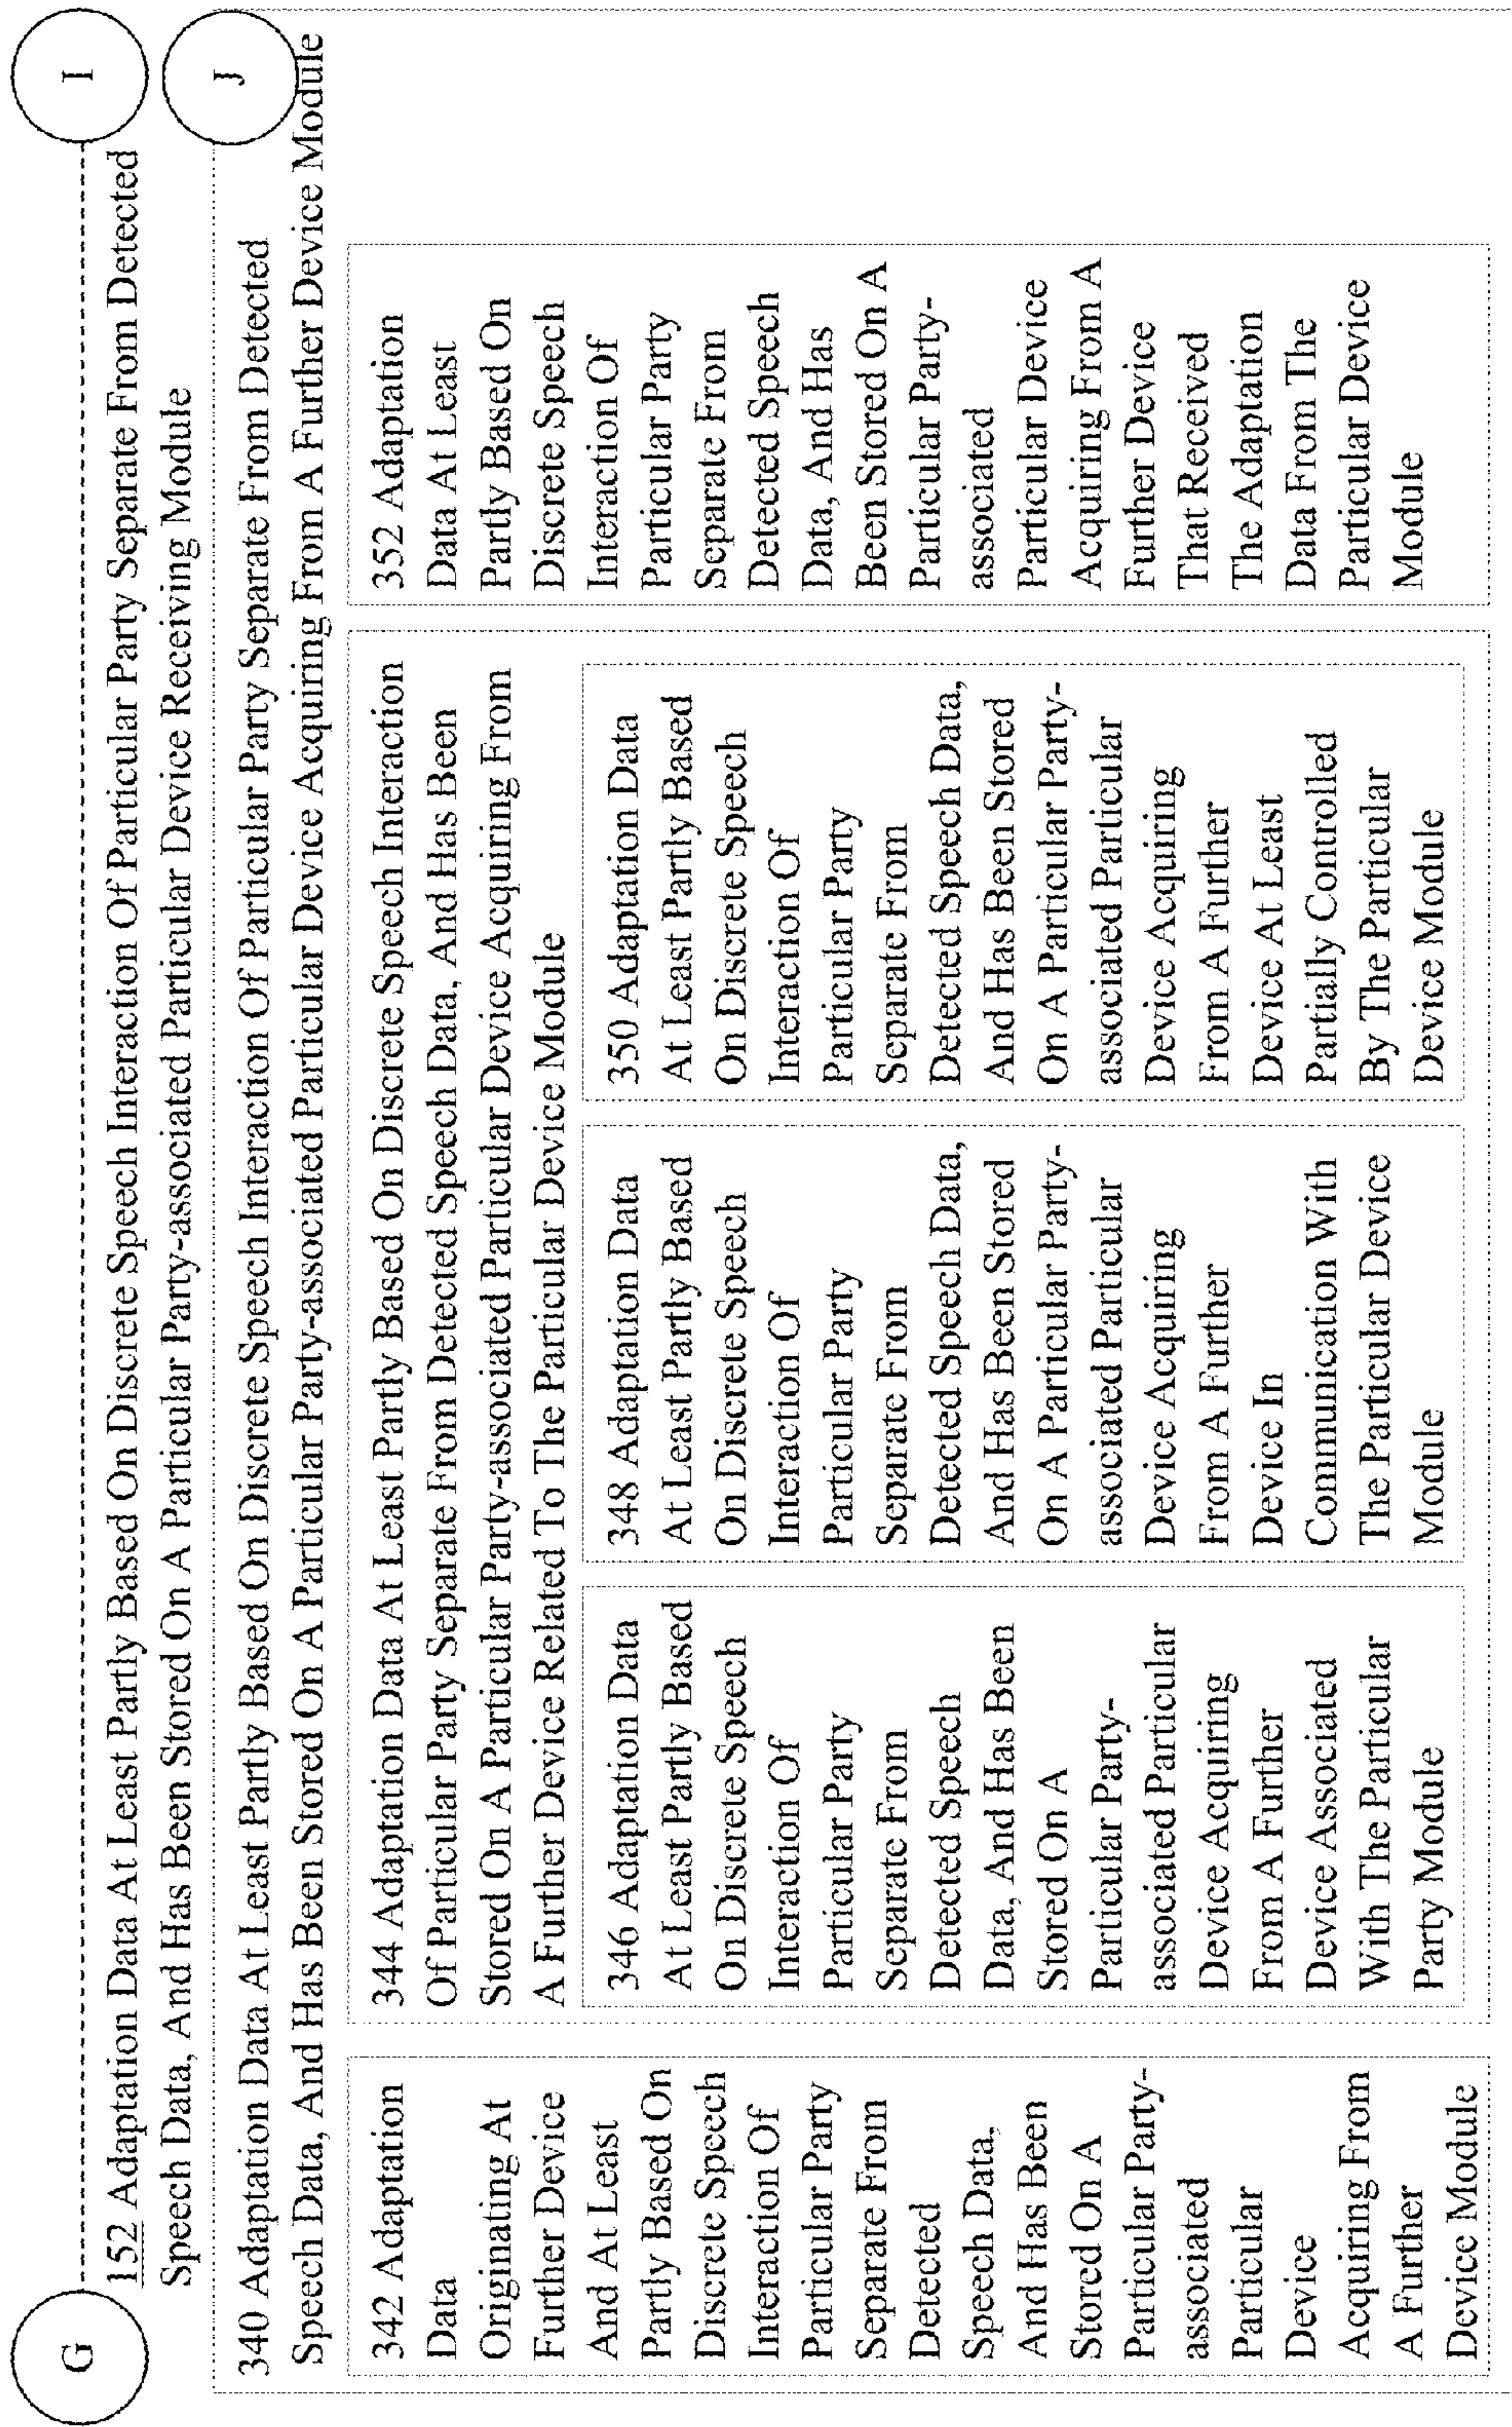 G
I
152 Adaptation Data At Least Partly Based On Discrete Speech Interaction Of Particular Party Separate From Detected
Speech Data, And Has Been Stored On A Particular Party-associated Particular Device Receiving Module
J
340 Adaptation Data At Least Partly Based On Discrete Speech Interaction Of Particular Party Separate From Detected
Speech Data, And Has Been Stored On A Particular Party-associated Particular Device Acquiring From A Further Device Module
342 Adaptation
Data
Originating At
Further Device
And At Least
Partly Based On
Discrete Speech
Interaction Of
Particular Party
Separate From
Detected
Speech Data,
And Has Been
Stored On A
Particular Party-
associated
Particular
Device
Acquiring From
A Further
Device Module
344 Adaptation Data At Least Partly Based On Discrete Speech Interaction
Of Particular Party Separate From Detected Speech Data, And Has Been
Stored On A Particular Party-associated Particular Device Acquiring From
A Further Device Related To The Particular Device Module
346 Adaptation Data
At Least Partly Based
On Discrete Speech
Interaction Of
Particular Party
Separate From
Detected Speech
Data, And Has Been
Stored On A
Particular Party-
associated Particular
Device Acquiring
From A Further
Device Associated
With The Particular
Party Module
348 Adaptation Data
At Least Partly Based
On Discrete Speech
Interaction Of
Particular Party
Separate From
Detected Speech Data,
And Has Been Stored
On A Particular Party-
associated Particular
Device Acquiring
From A Further
Device In
Communication With
The Particular Device
Module
350 Adaptation Data
At Least Partly Based
On Discrete Speech
Interaction Of
Particular Party
Separate From
Detected Speech Data,
And Has Been Stored
On A Particular Party-
associated Particular
Device Acquiring
From A Further
Device At Least
Partially Controlled
By The Particular
Device Module
352 Adaptation
Data At Least
Partly Based On
Discrete Speech
Interaction Of
Particular Party
Separate From
Detected Speech
Data, And Has
Been Stored On A
Particular Party-
associated
Particular Device
Acquiring From A
Further Device
That Received
The Adaptation
Data From The
Particular Device
Module